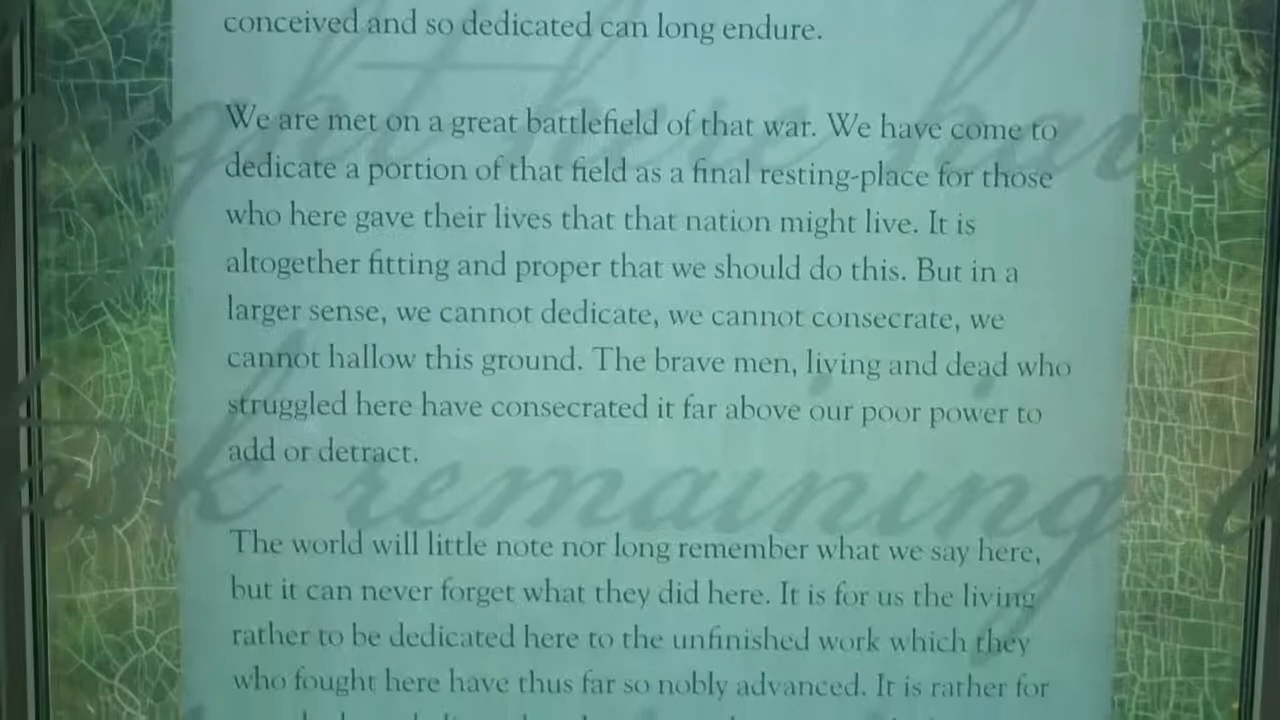 conceived and so dedicated can long endure.
We are met on a great battlefield of that war. We have come to
dedicate a portion of that field as a final resting-place for those
who here gave their lives that that nation might live. It is
altogether fitting and proper that we should do this. But in a
larger sense, we cannot dedicate, we cannot consecrate, we
cannot hallow this ground. The brave men, living and dead who
struggled here have consecrated it far above our poor power to
add or detract.
The world will little note nor long remember what we say here,
but it can never forget what they did here. It is for us the living
rather to be dedicated here to the unfinished work which they
who fought here have thus far so nobly advanced. It is rather for
here have
remaining